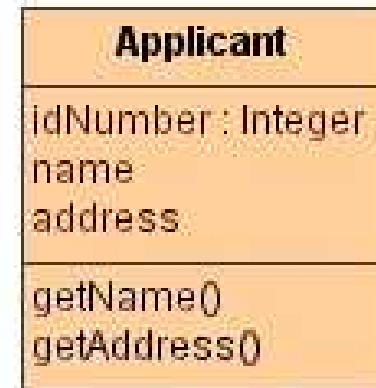 Applicant
idNumber : Integer
name
address
getName()
getAddress()